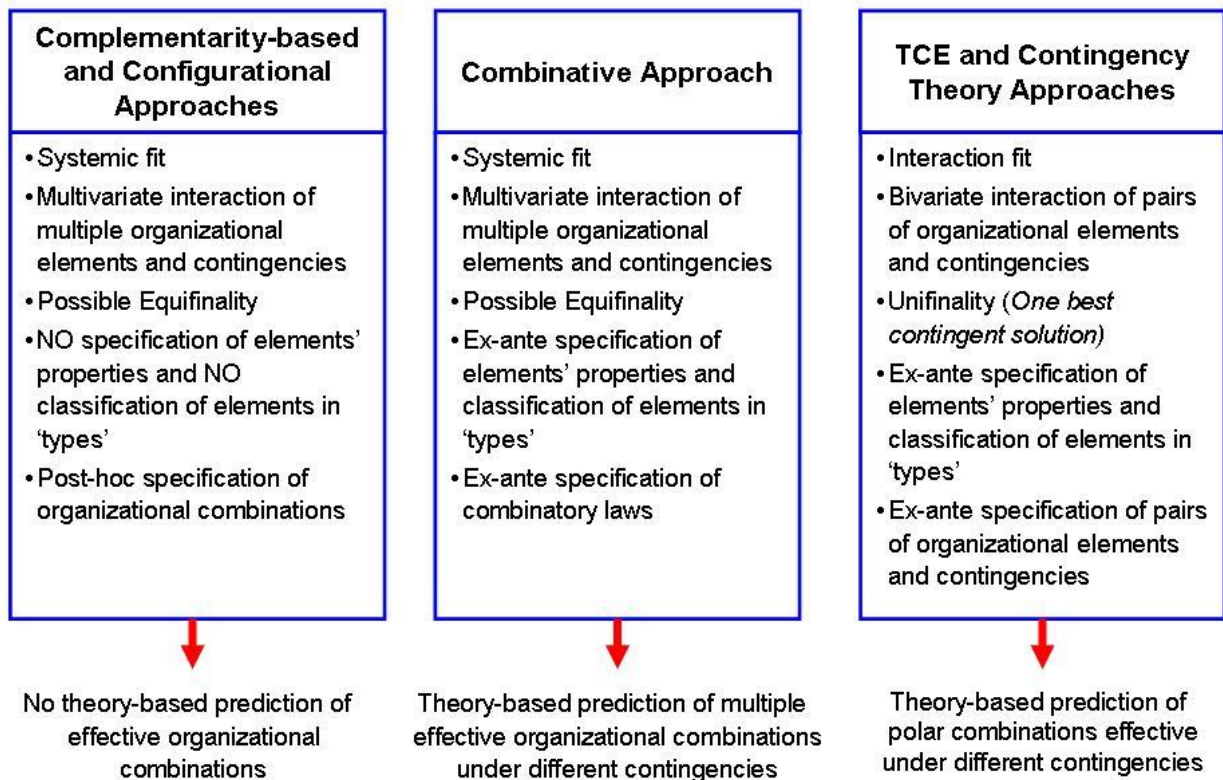 Complementarity-based
and Configurational
Approaches
•Systemic fit
•Multivariate interaction of
multiple organizational
elements and contingencies
•Possible Equifinality
•NO specification of elements’
properties and NO
classification of elements in
‘types’
•Post-hoc specification of
organizational combinations
No theory-based prediction of
effective organizational
combinations
Combinative Approach
•Systemic fit
•Multivariate interaction of
multiple organizational
elements and contingencies
•Possible Equifinality
•Ex-ante specification of
elements’ properties and
classification of elements in
‘types’
•Ex-ante specification of
combinatory laws
Theory-based prediction of multiple
effective organizational combinations
under different contingencies
TCE and Contingency
Theory Approaches
•Interaction fit
•Bivariate interaction of pairs
of organizational elements
and contingencies
•Unifinality (One best
contingent solution)
•Ex-ante specification of
elements’ properties and
classification of elements in
‘types’
•Ex-ante specification of pairs
of organizational elements
and contingencies
Theory-based prediction of
polar combinations effective
under different contingencies